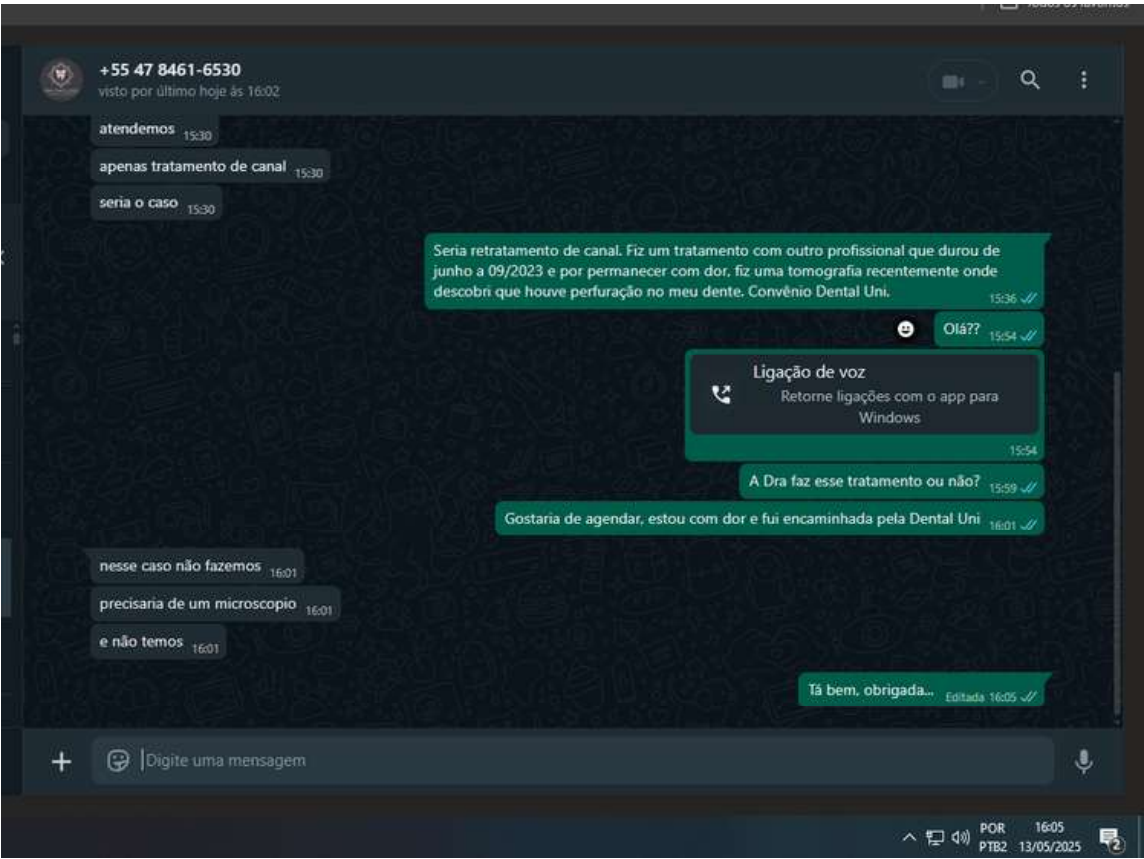 +55 47 8461-6530
visto por último hoje às 16:02
atendemos 15:30
apenas tratamento de canal 15:30
seria o caso 15:30
Seria retratamento de canal. Fiz um tratamento com outro profissional que durou de
junho a 09/2023 e por permanecer com dor, fiz uma tomografia recentemente onde
descobri que houve perfuração no meu dente. Convênio Dental Uni.
15:36
Olá?? 15:54
Ligação de voz
Retorne ligações com o app para
Windows
15:54
A Dra faz esse tratamento ou não? 15:59
Gostaria de agendar, estou com dor e fui encaminhada pela Dental Uni 16:01
nesse caso não fazemos 16:01
precisaria de um microscopio 16:01
e não temos 16:01
Tá bem, obrigada... Editada 16:05
Digite uma mensagem
POR 16:05
PTB2 13/05/2025
2